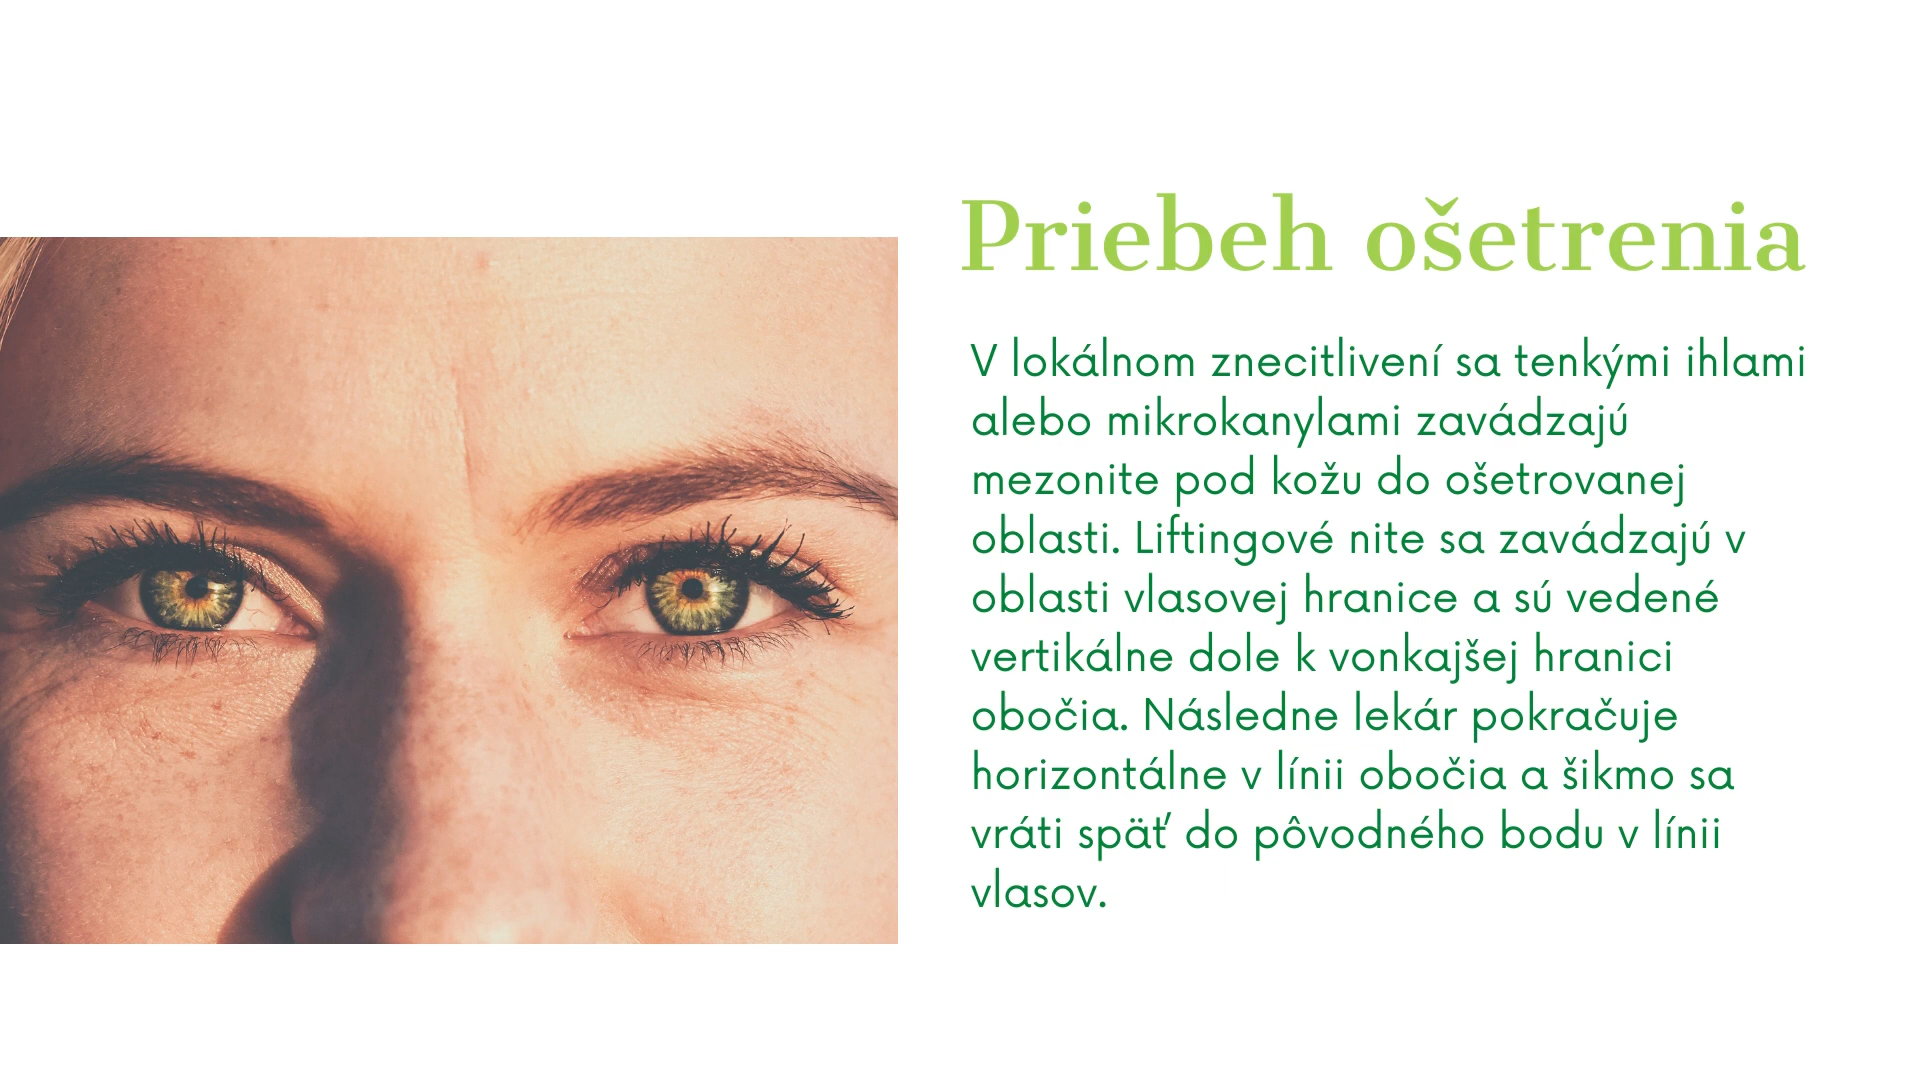 Priebeh ošetrenia
V lokálnom znecitlivení sa tenkými ihlami
alebo mikrokanylami zavádzajú
mezonite pod kožu do ošetrovanej
oblasti. Liftingové nite sa zavádzajú v
oblasti vlasovej hranice a sú vedené
vertikálne dole k vonkajšej hranici
obočia. Následne lekár pokračuje
horizontálne v línii obočia a šikmo sa
vráti späť do pôvodného bodu v línii
vlasov.